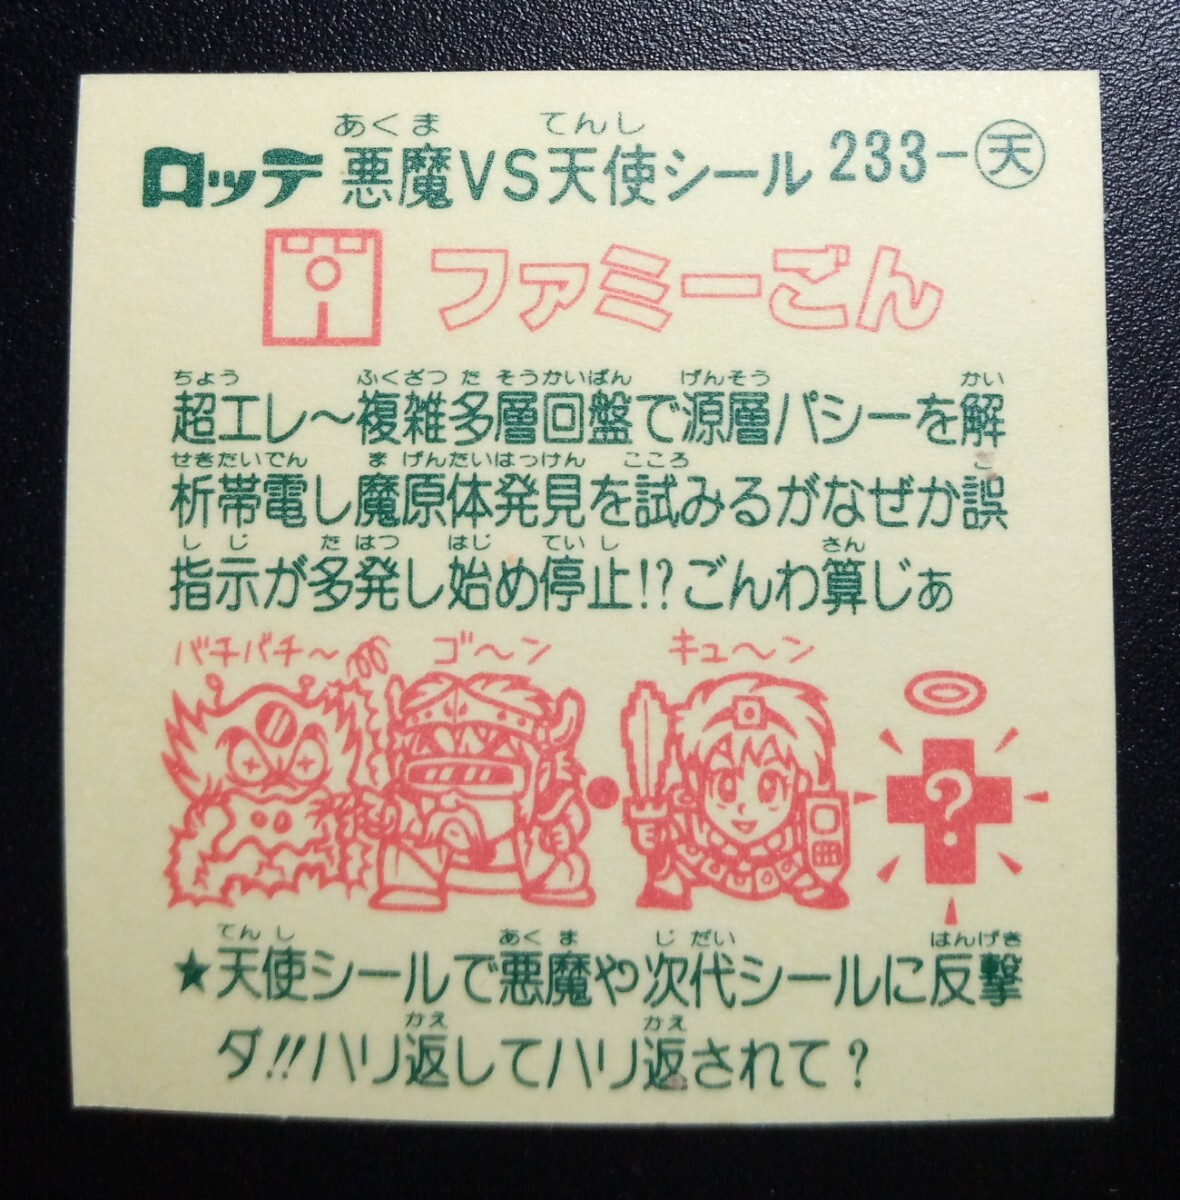 あくま てんし
ロッテ 悪魔VS天使シール 233-天
ファミーごん
ちょう ふくざつ た そうかいばん げんそう かい
超エレ～複雑多層回盤で源層パシーを解
せきたいでん ま げんたいはっけん こころ ご
析帯電し魔原体発見を試みるがなぜか誤
しじ たはつ はじ ていし さん
指示が多発し始め停止!?ごんわ算じぁ
バチバチ～ ゴ～ン キュ～ン
?
てんし あくま じだい はんげき
★天使シールで悪魔や次代シールに反撃
かえ かえ
ダ!!ハリ返してハリ返されて?